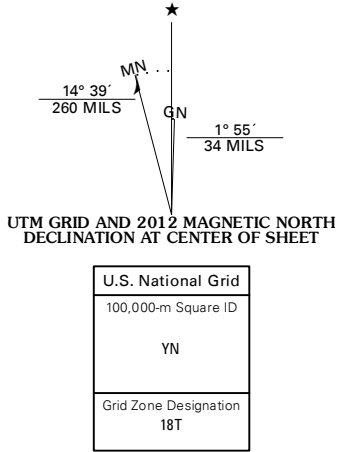 ★
MN
14° 39´
260 MILS
GN
1° 55´
34 MILS
UTM GRID AND 2012 MAGNETIC NORTH
DECLINATION AT CENTER OF SHEET
U.S. National Grid
100,000-m Square ID
YN
Grid Zone Designation
18T